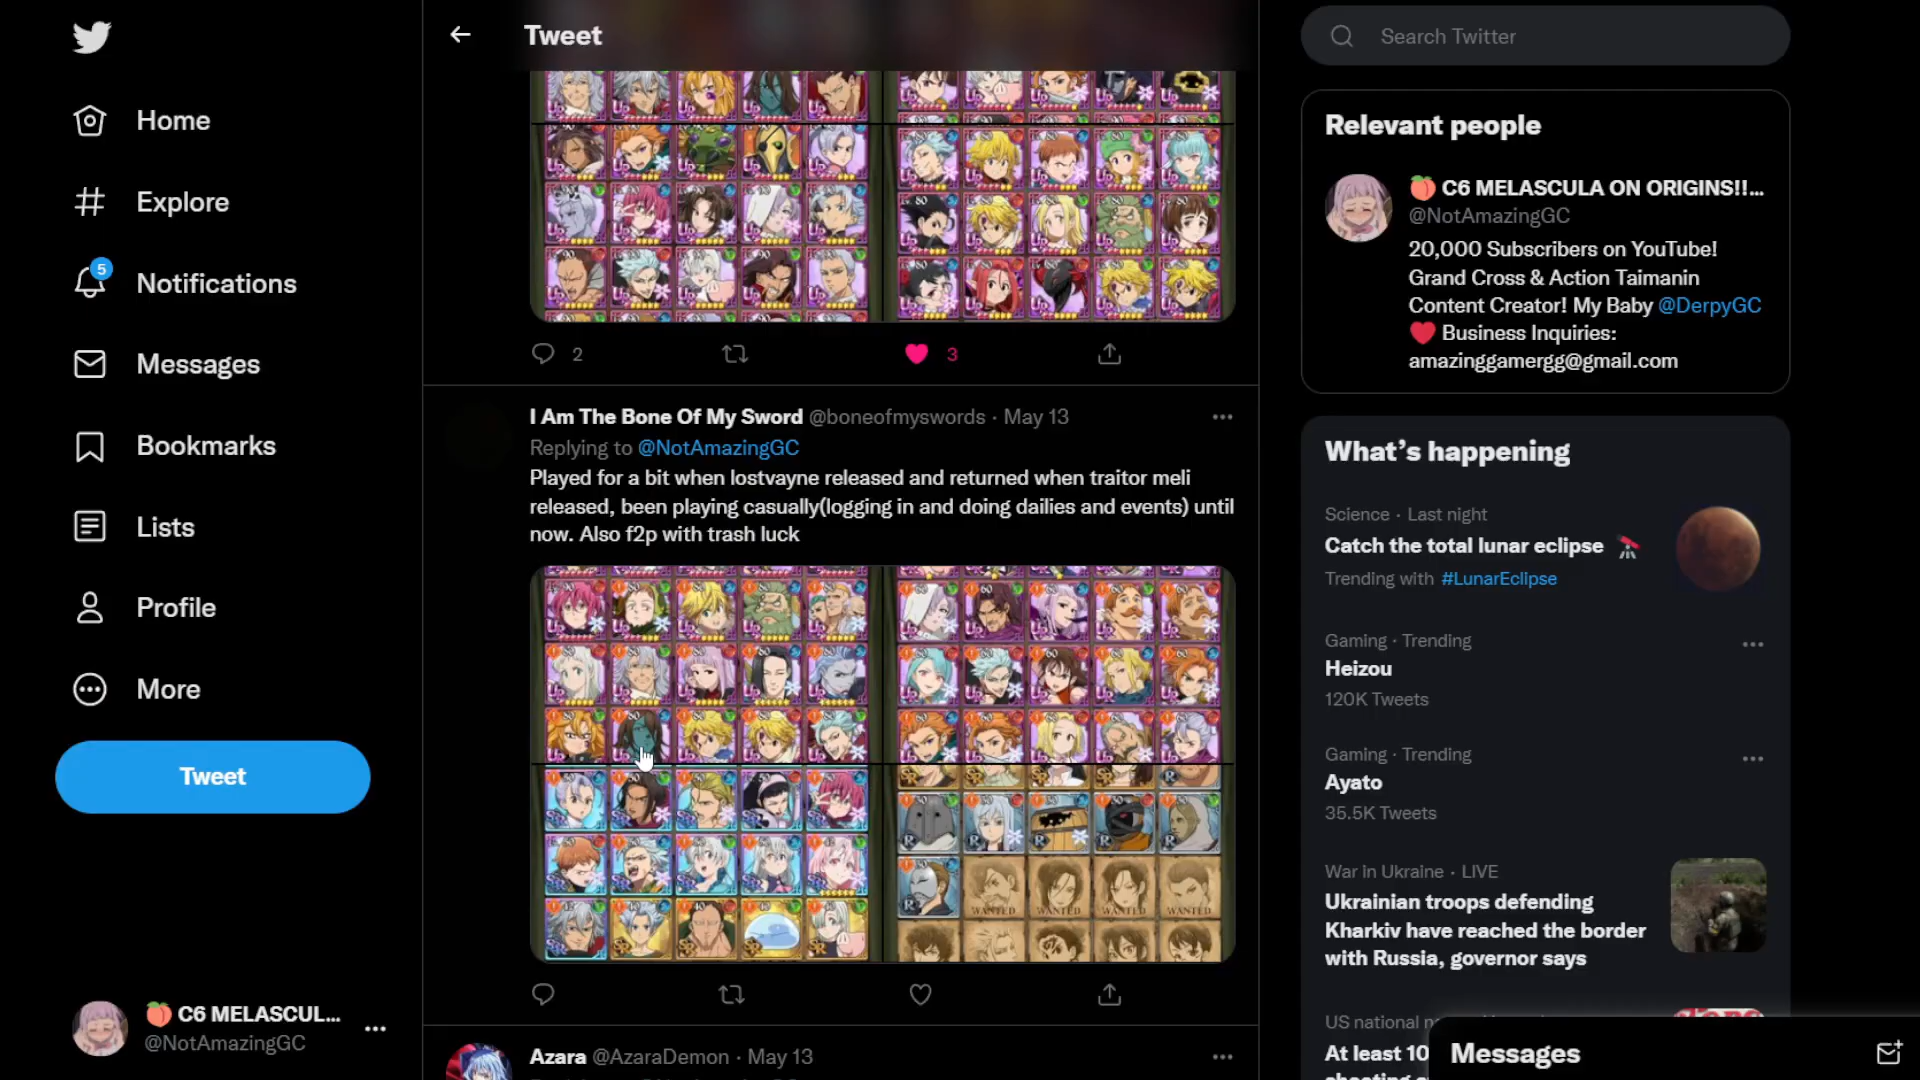 Tweet
Search Twitter
Home
Explore
5
Notifications
Messages
Bookmarks
Lists
Profile
More
Tweet
C6 MELASCUL...
@NotAmazingGC
2
3
I Am The Bone Of My Sword @boneofmyswords · May 13
Replying to @NotAmazingGC
Played for a bit when lostvayne released and returned when traitor meli
released, been playing casually(logging in and doing dailies and events) until
now. Also f2p with trash luck
WANTED WANTED WANTED WANTED
Azara @AzaraDemon · May 13
Relevant people
C6 MELASCULA ON ORIGINS!!...
@NotAmazingGC
20,000 Subscribers on YouTube!
Grand Cross & Action Taimanin
Content Creator! My Baby @DerpyGC
Business Inquiries:
amazinggamergg@gmail.com
What's happening
Science · Last night
Catch the total lunar eclipse
Trending with #LunarEclipse
Gaming · Trending
Heizou
120K Tweets
Gaming · Trending
Ayato
35.5K Tweets
War in Ukraine · LIVE
Ukrainian troops defending
Kharkiv have reached the border
with Russia, governor says
US national
At least 10
Messages